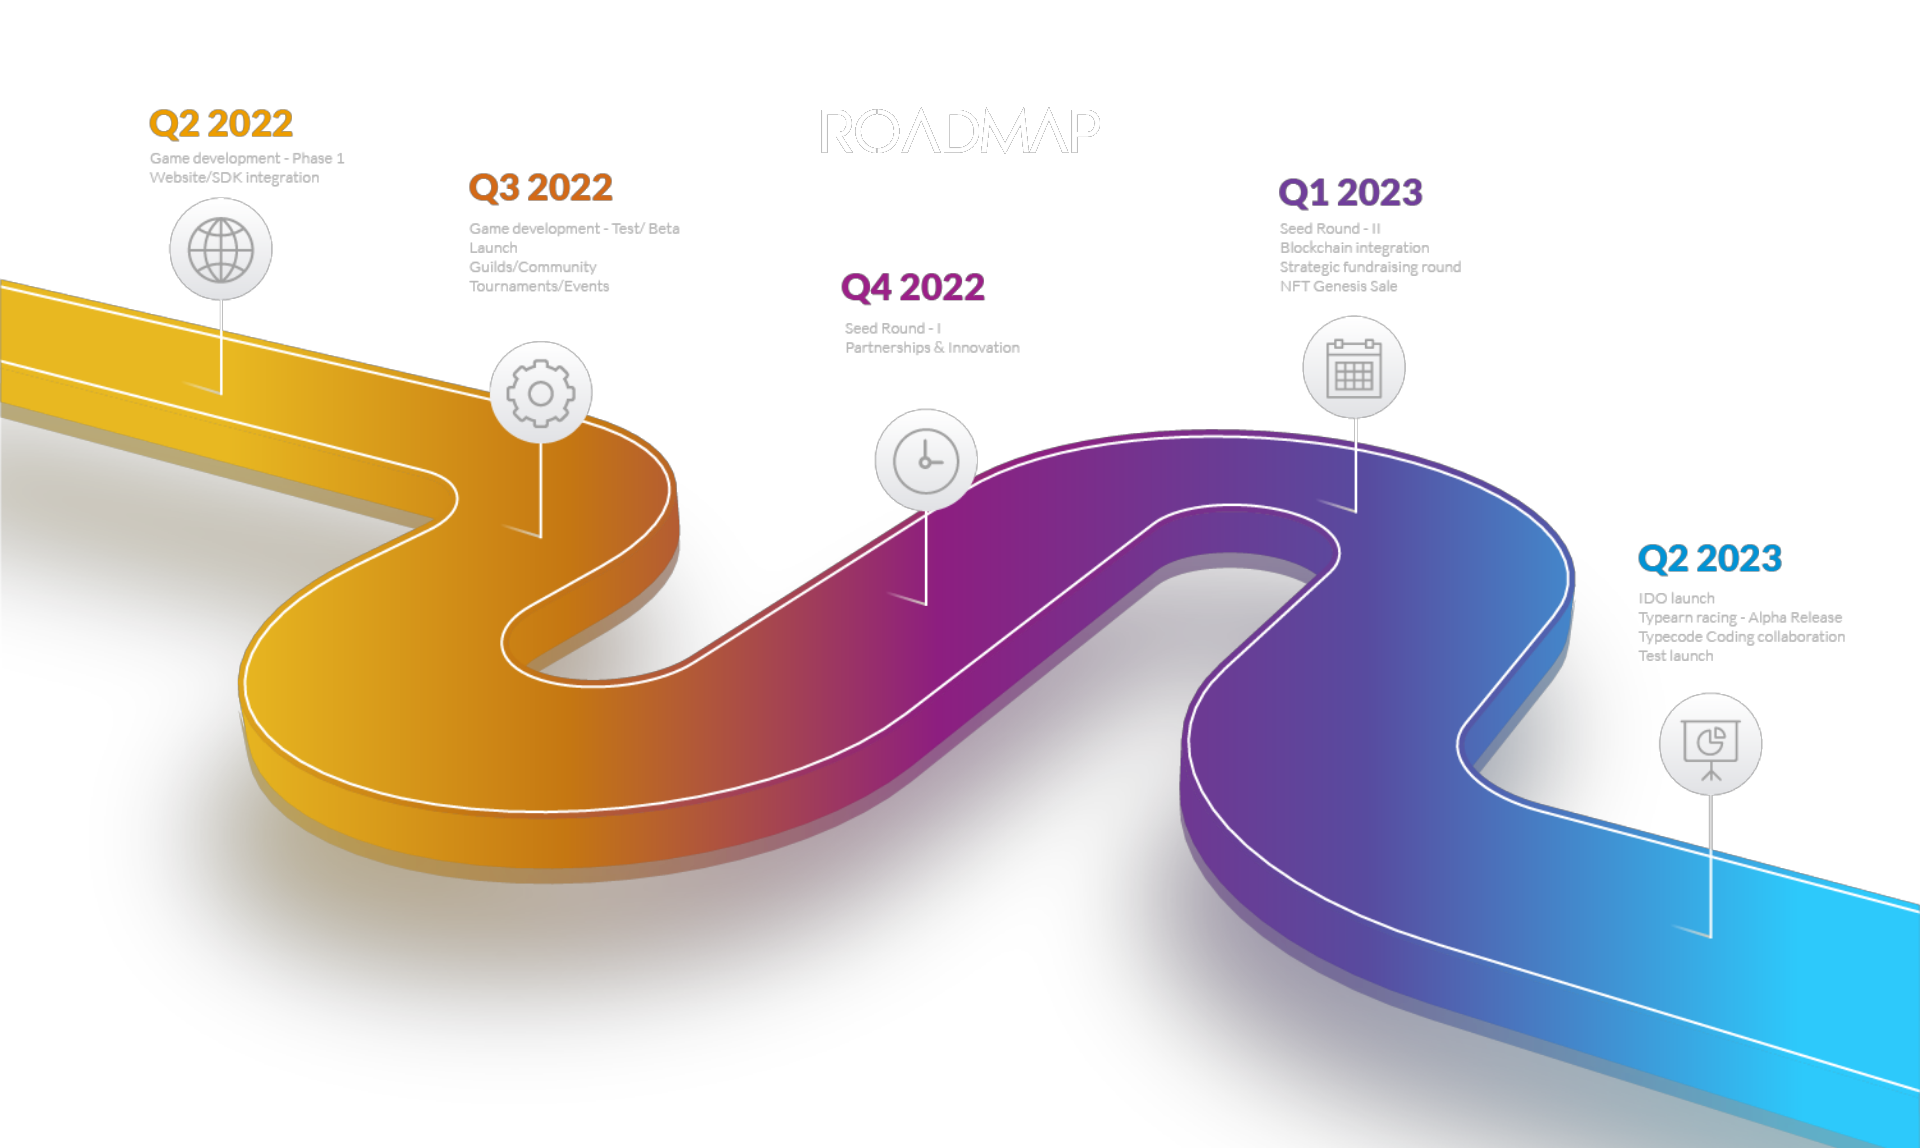 ROADMAP
Q2 2022
Game development - Phase 1
Website/SDK integration
Q3 2022
Game development - Test/ Beta
Launch
Guilds/Community
Tournaments/Events
Q4 2022
Seed Round - I
Partnerships & Innovation
Q1 2023
Seed Round - II
Blockchain integration
Strategic fundraising round
NFT Genesis Sale
Q2 2023
IDO launch
Typearn racing - Alpha Release
Typecode Coding collaboration
Test launch